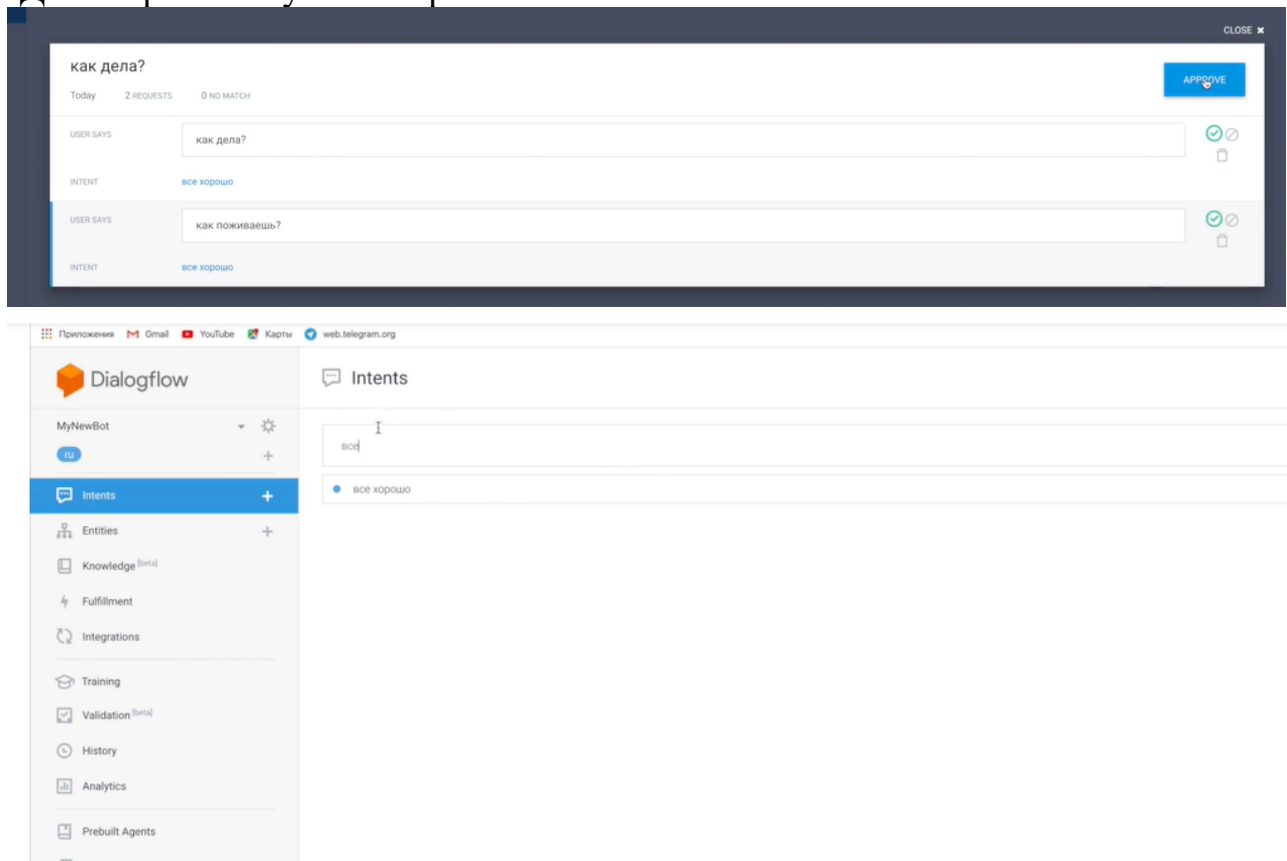 CLOSE ×
как дела?
APPROVE
Today 2 REQUESTS 0 NO MATCH
USER SAYS как дела?
INTENT все хорошо
USER SAYS как поживаешь?
INTENT все хорошо
Приложения Gmail YouTube Карты web.telegram.org
Dialogflow Intents
MyNewBot
все
ru +
все хорошо
Intents +
Entities +
Knowledge [beta]
Fulfillment
Integrations
Training
Validation [beta]
History
Analytics
Prebuilt Agents